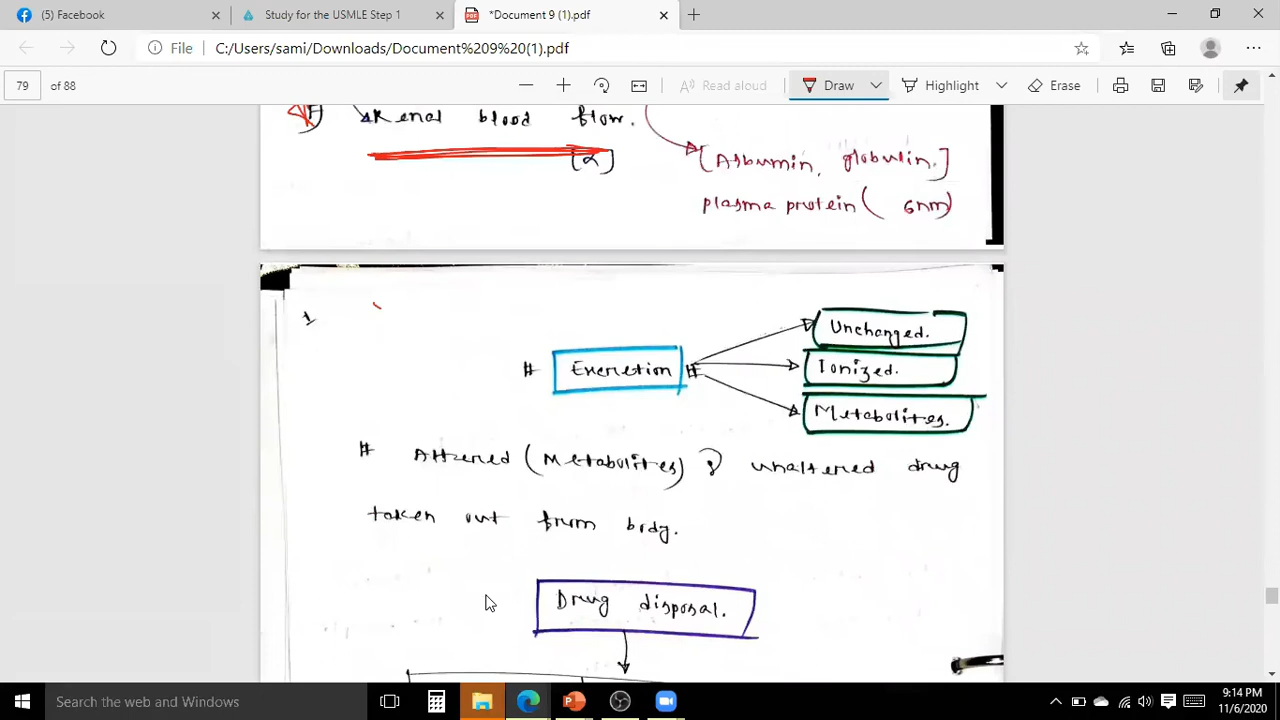 (5) Facebook
Study for the USMLE Step 1
*Document 9 (1).pdf
File
C:/Users/sami/Downloads/Document%209%20(1).pdf
79 of 88
Read aloud
Draw
Highlight
Erase
Renal blood flow.
[2]
[Albumin, globulin.]
plasma protein ( 6nm)
1
# Excretion #
Unchanged.
Ionized.
Metabolites.
# Altered (Metabolites) & unaltered drug
taken out from body.
Drug disposal.
Search the web and Windows
9:14 PM
11/6/2020